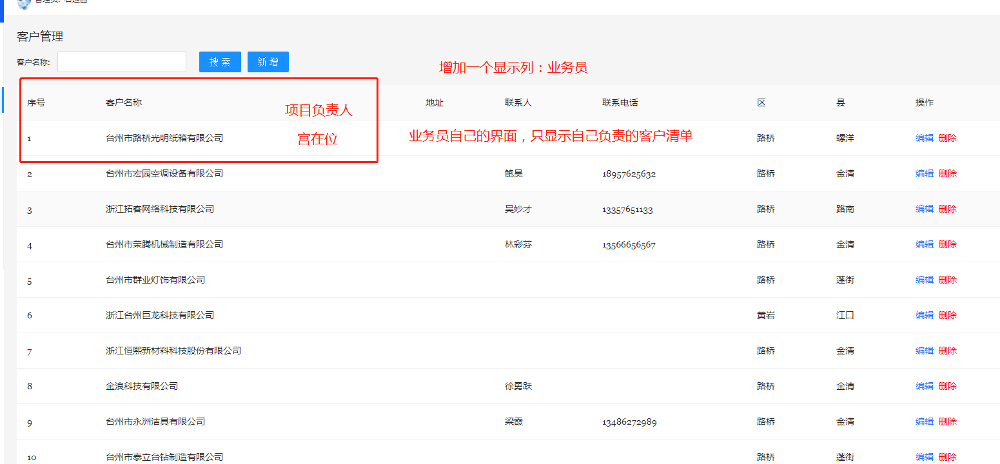 客户管理
客户名称: 搜 索 新 增
增加一个显示列：业务员
序号 客户名称 项目负责人 地址 联系人 联系电话 区 县 操作
1 台州市路桥光明纸箱有限公司 宫在位 业务员自己的界面，只显示自己负责的客户清单 路桥 螺洋 编辑 删除
2 台州市宏园空调设备有限公司 鲍昊 18957625632 路桥 金清 编辑 删除
3 浙江拓客网络科技有限公司 吴妙才 13357651133 路桥 路南 编辑 删除
4 台州市荣腾机械制造有限公司 林彩芬 13566656567 路桥 金清 编辑 删除
5 台州市群业灯饰有限公司 路桥 蓬街 编辑 删除
6 浙江台州巨龙科技有限公司 黄岩 江口 编辑 删除
7 浙江恒熙新材料科技股份有限公司 路桥 金清 编辑 删除
8 金浪科技有限公司 徐勇跃 路桥 金清 编辑 删除
9 台州市永洲洁具有限公司 梁霞 13486272989 路桥 金清 编辑 删除
10 台州市泰立台钻制造有限公司 路桥 蓬街 编辑 删除